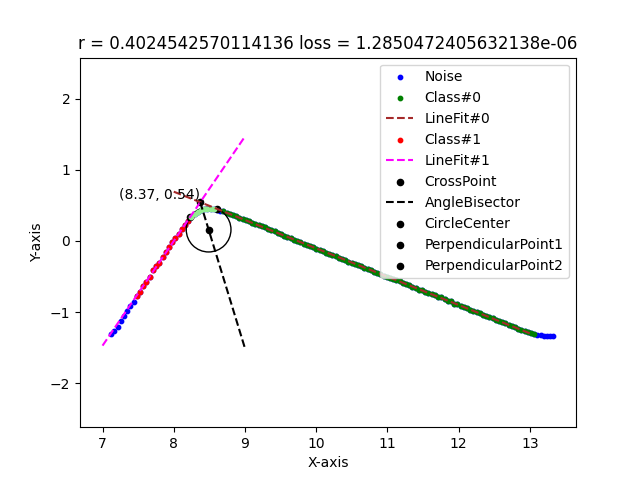 r = 0.4024542570114136 loss = 1.2850472405632138e-06
Noise
Class#0
LineFit#0
Class#1
LineFit#1
CrossPoint
AngleBisector
CircleCenter
PerpendicularPoint1
PerpendicularPoint2
(8.37, 0.54)
Y-axis
2
1
0
−1
−2
7 8 9 10 11 12 13
X-axis